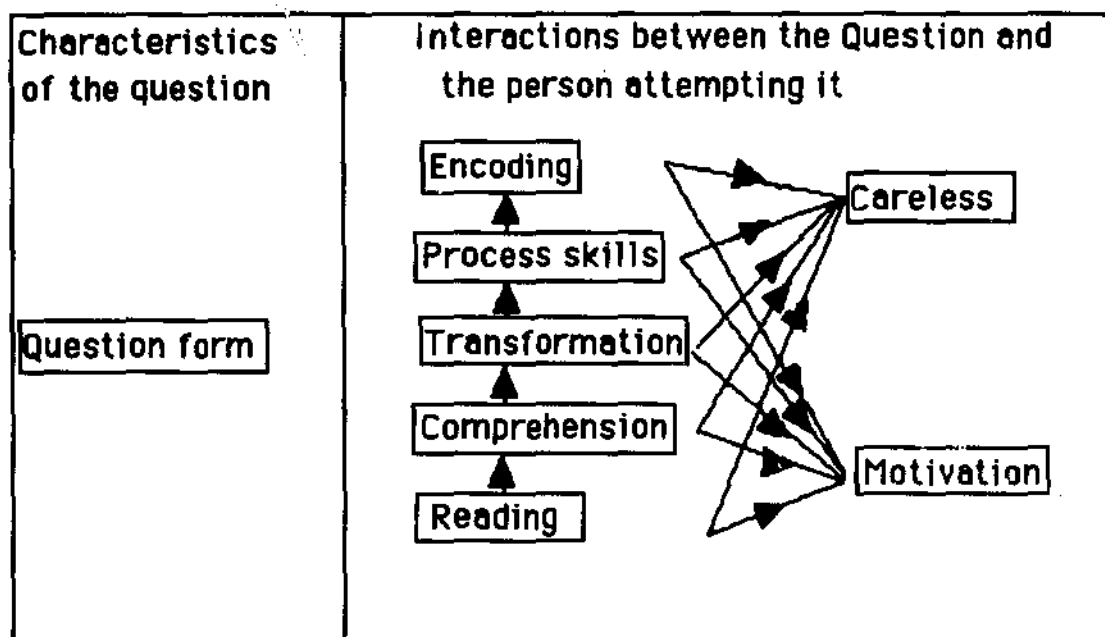 Characteristics
of the question
Interactions between the Question and
the person attempting it
Encoding
Careless
Process skills
Question form
Transformation
Comprehension
Motivation
Reading